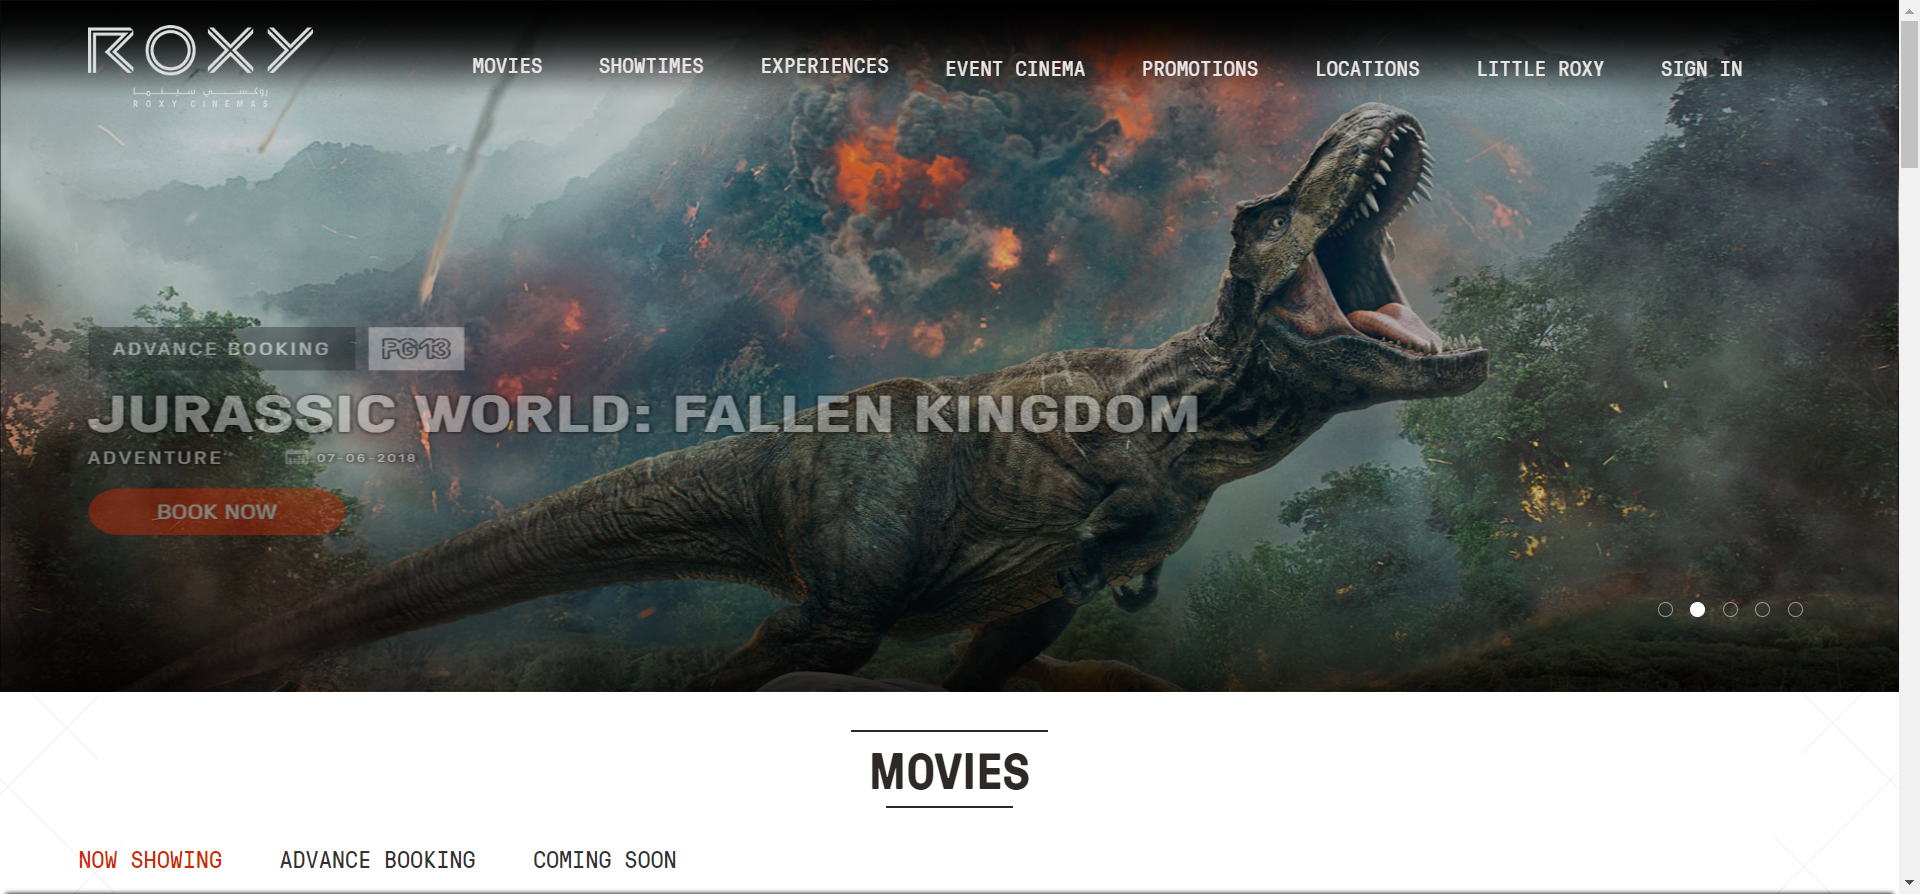 ROXY
روكسي سينما
ROXY CINEMAS
MOVIES SHOWTIMES EXPERIENCES EVENT CINEMA PROMOTIONS LOCATIONS LITTLE ROXY SIGN IN
ADVANCE BOOKING PG13
JURASSIC WORLD: FALLEN KINGDOM
ADVENTURE 07-06-2018
BOOK NOW
MOVIES
NOW SHOWING ADVANCE BOOKING COMING SOON